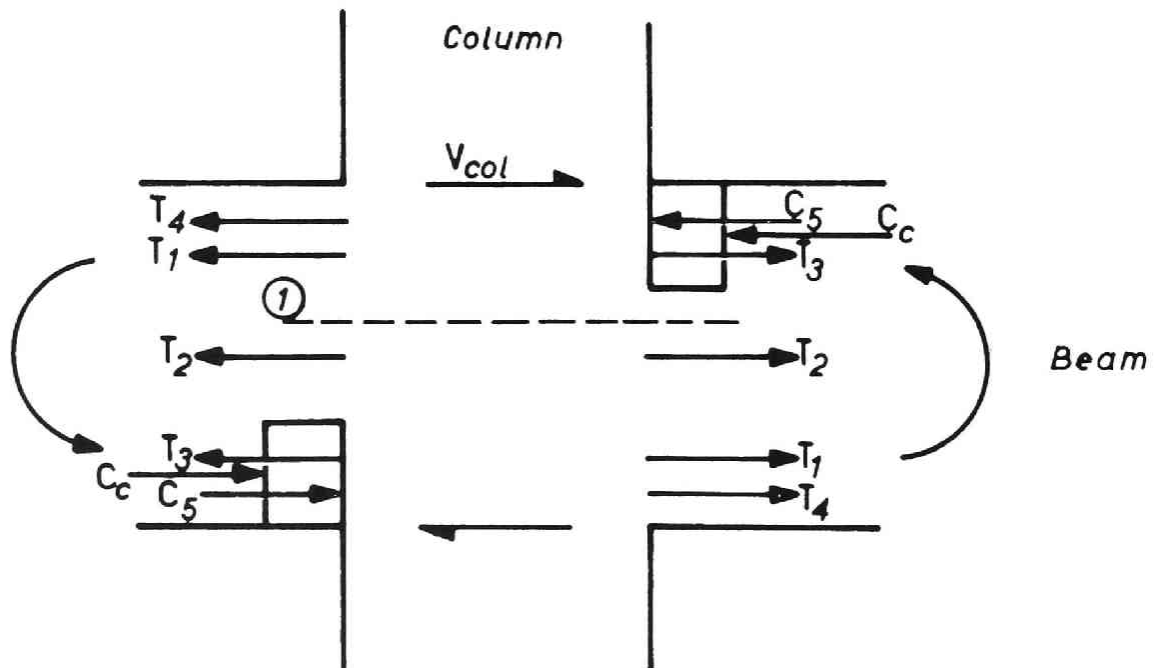 Column
V_col
T_4
T_1
C_5
C_c
T_3
1
T_2
T_2
Beam
T_3
C_c
C_5
T_1
T_4